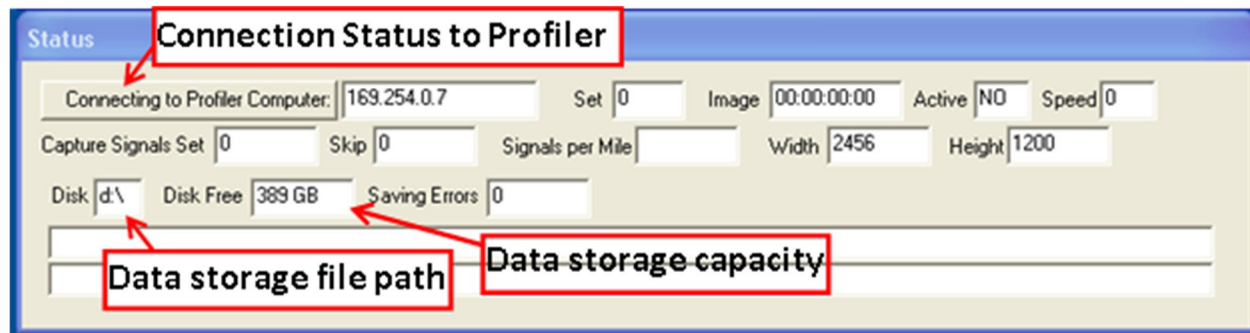 Status
Connection Status to Profiler
Connecting to Profiler Computer: 169.254.0.7 Set 0 Image 00:00:00:00 Active NO Speed 0
Capture Signals Set 0 Skip 0 Signals per Mile Width 2456 Height 1200
Disk d:\ Disk Free 389 GB Saving Errors 0
Data storage capacity
Data storage file path